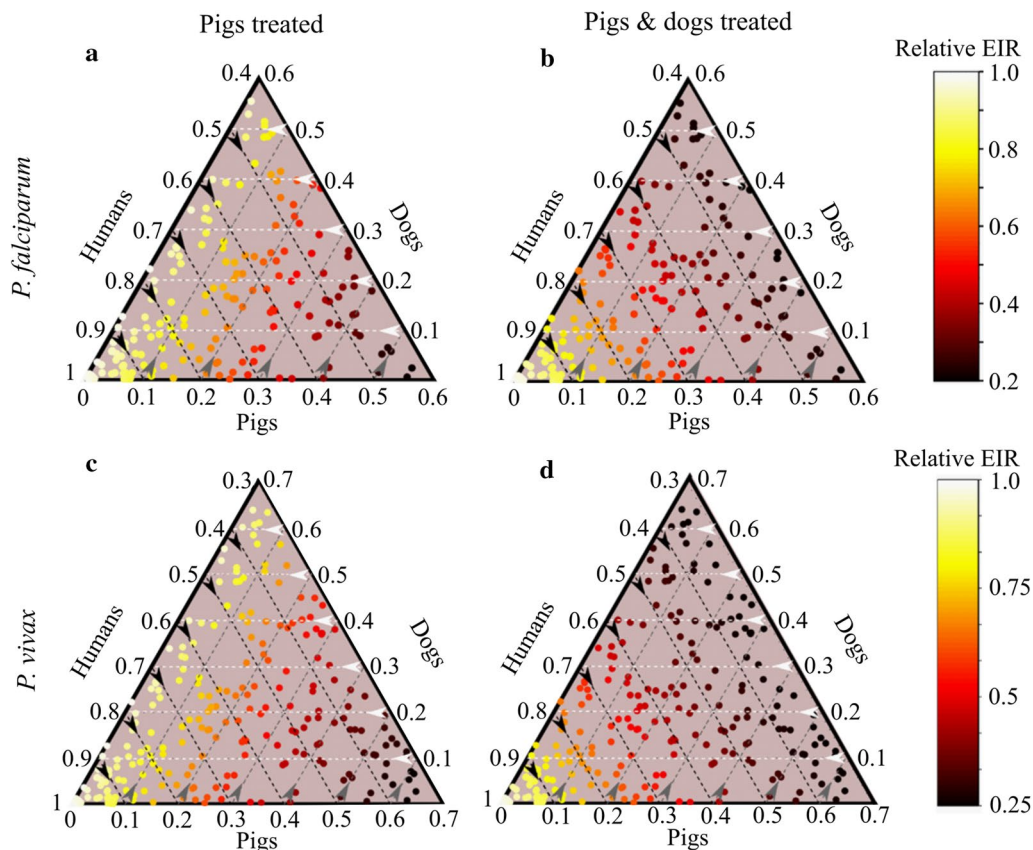 Pigs treated
Pigs & dogs treated
Relative EIR
a
b
P. falciparum
0.4 0.6
0.5 0.5
0.6 0.4
0.7 0.3
0.8 0.2
0.9 0.1
1
Humans
Dogs
0 0.1 0.2 0.3 0.4 0.5 0.6
Pigs
0.4 0.6
0.5 0.5
0.6 0.4
0.7 0.3
0.8 0.2
0.9 0.1
1
Humans
Dogs
0 0.1 0.2 0.3 0.4 0.5 0.6
Pigs
1.0
0.8
0.6
0.4
0.2
c
d
Relative EIR
P. vivax
0.3 0.7
0.4 0.6
0.5 0.5
0.6 0.4
0.7 0.3
0.8 0.2
0.9 0.1
1
Humans
Dogs
0 0.1 0.2 0.3 0.4 0.5 0.6 0.7
Pigs
0.3 0.7
0.4 0.6
0.5 0.5
0.6 0.4
0.7 0.3
0.8 0.2
0.9 0.1
1
Humans
Dogs
0 0.1 0.2 0.3 0.4 0.5 0.6 0.7
Pigs
1.0
0.75
0.5
0.25